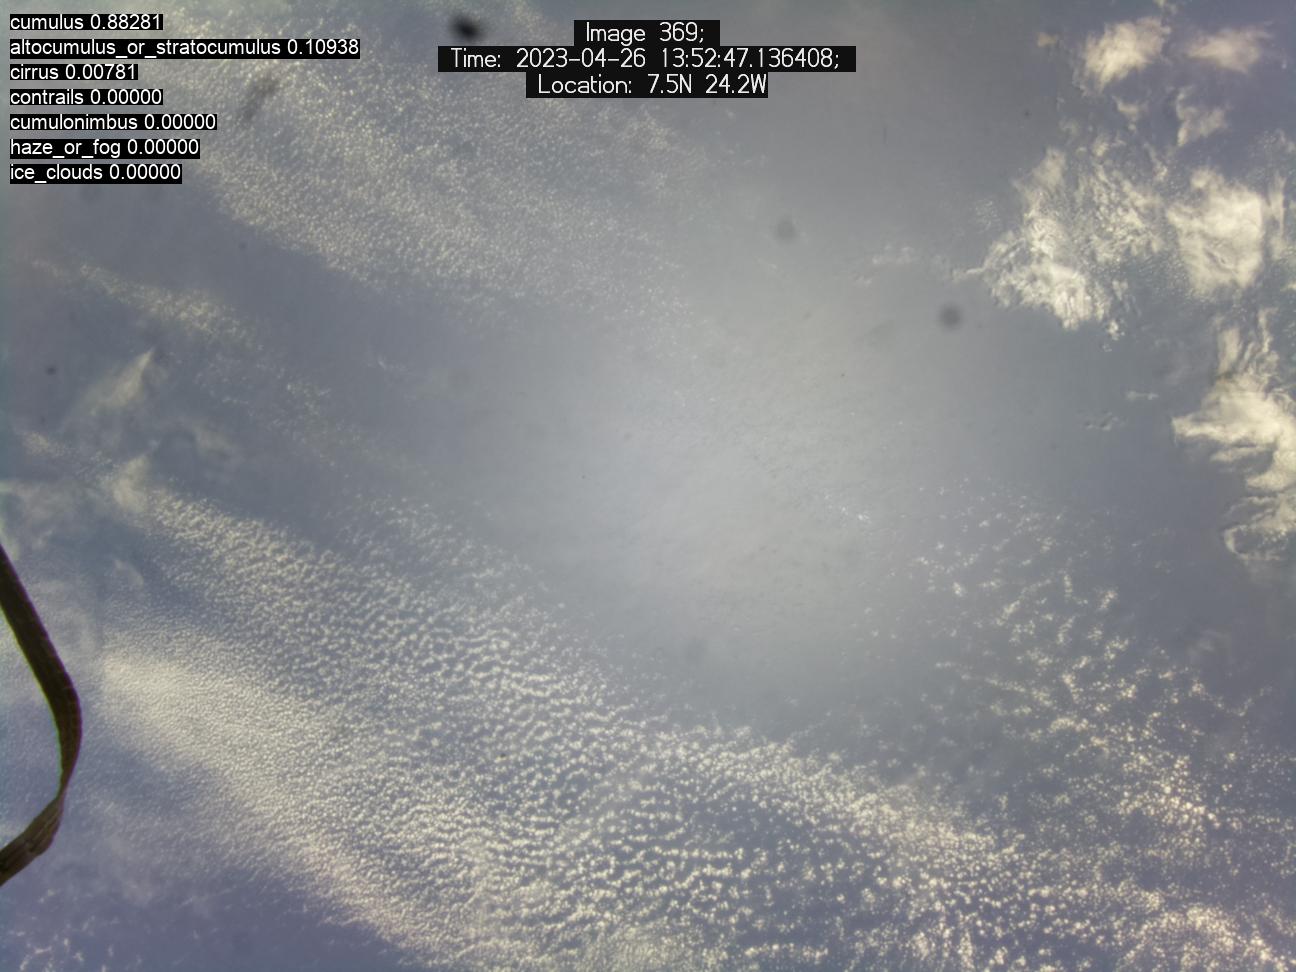 cumulus 0.88281
altocumulus_or_stratocumulus 0.10938
cirrus 0.00781
contrails 0.00000
cumulonimbus 0.00000
haze_or_fog 0.00000
ice_clouds 0.00000
Image 369;
Time: 2023-04-26 13:52:47.136408;
Location: 7.5N 24.2W